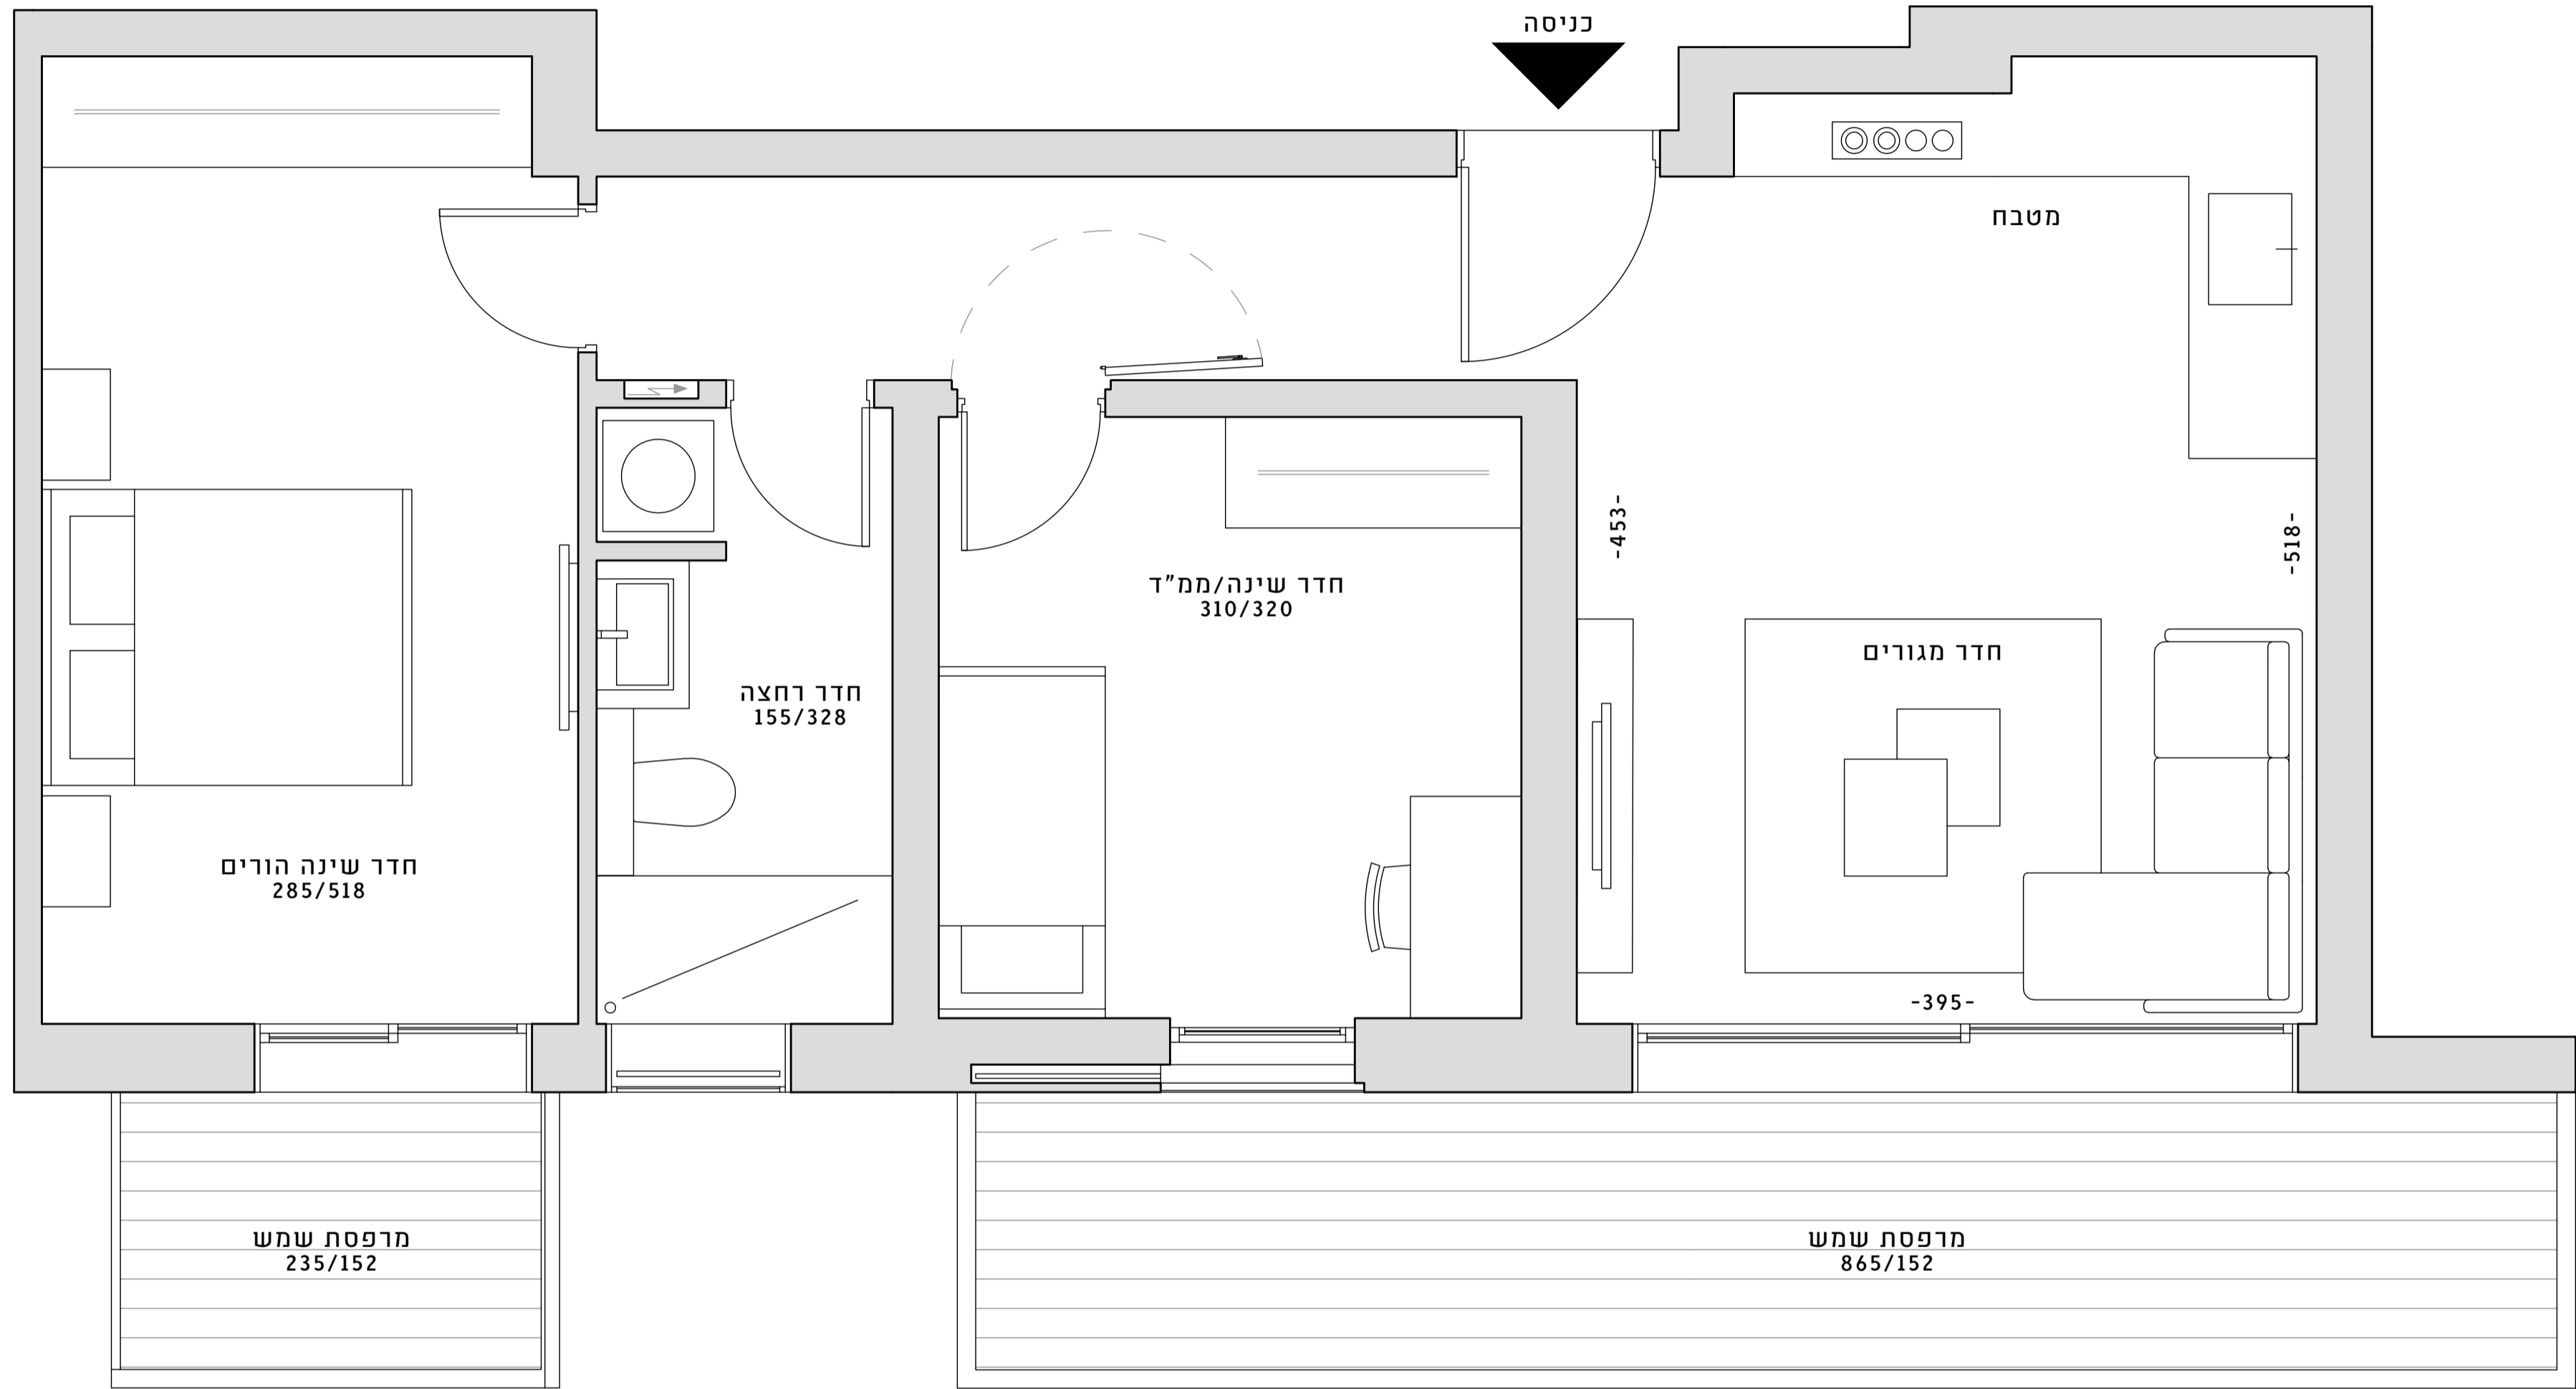 כניסה
מטבח
-453-
-518-
חדר שינה/ממ"ד
310/320
חדר מגורים
חדר רחצה
155/328
חדר שינה הורים
285/518
-395-
מרפסת שמש
235/152
מרפסת שמש
865/152